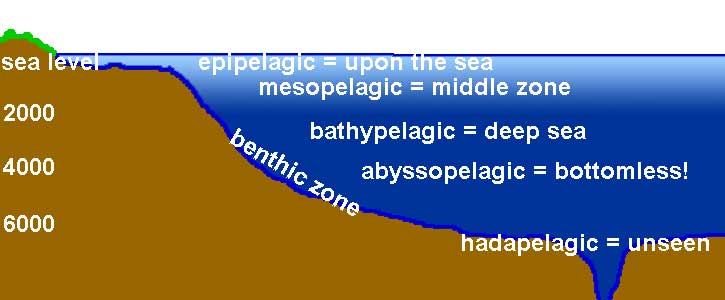 sea level
epipelagic = upon the sea
mesopelagic = middle zone
2000
bathypelagic = deep sea
benthic zone
4000
abyssopelagic = bottomless!
6000
hadapelagic = unseen